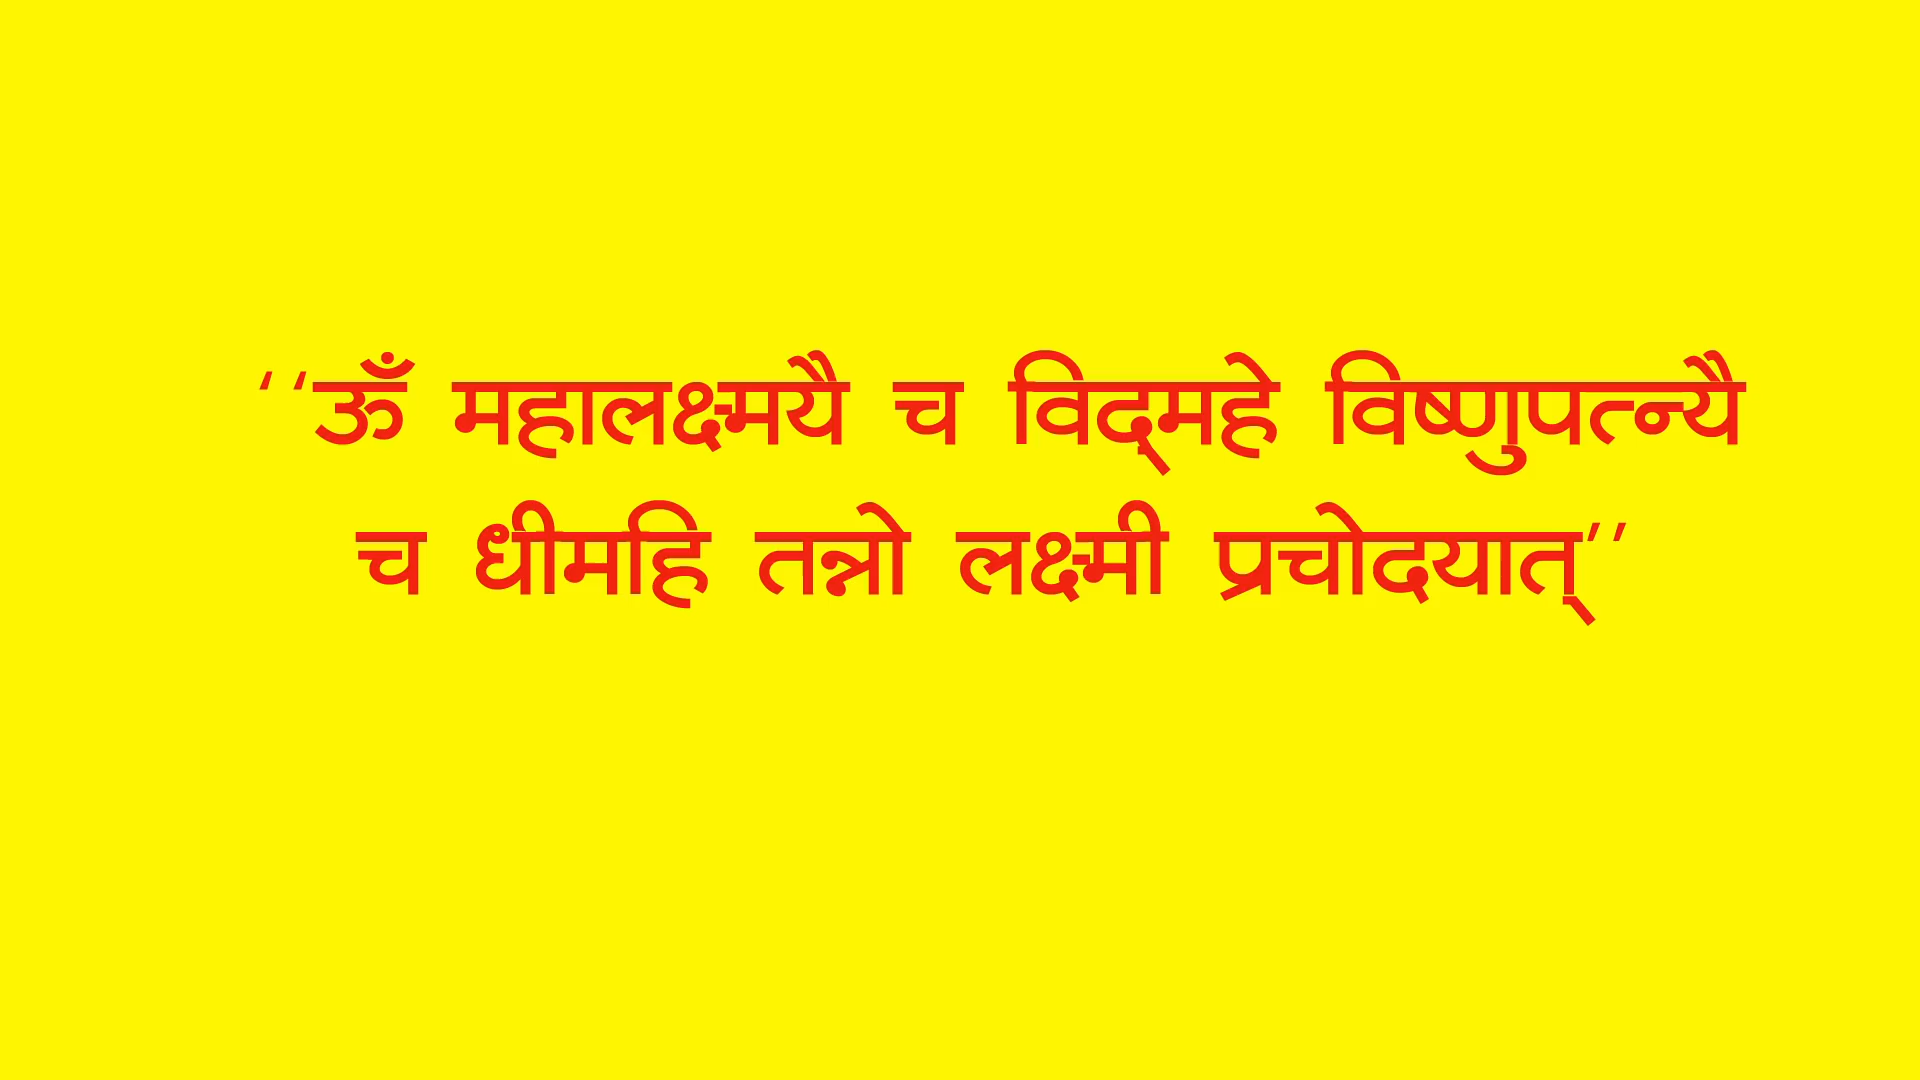 ‘‘ऊँ महालक्ष्मयै च विद्‌महे विष्णुपत्न्यै
च धीमहि तन्नो लक्ष्मी प्रचोदयात्’’